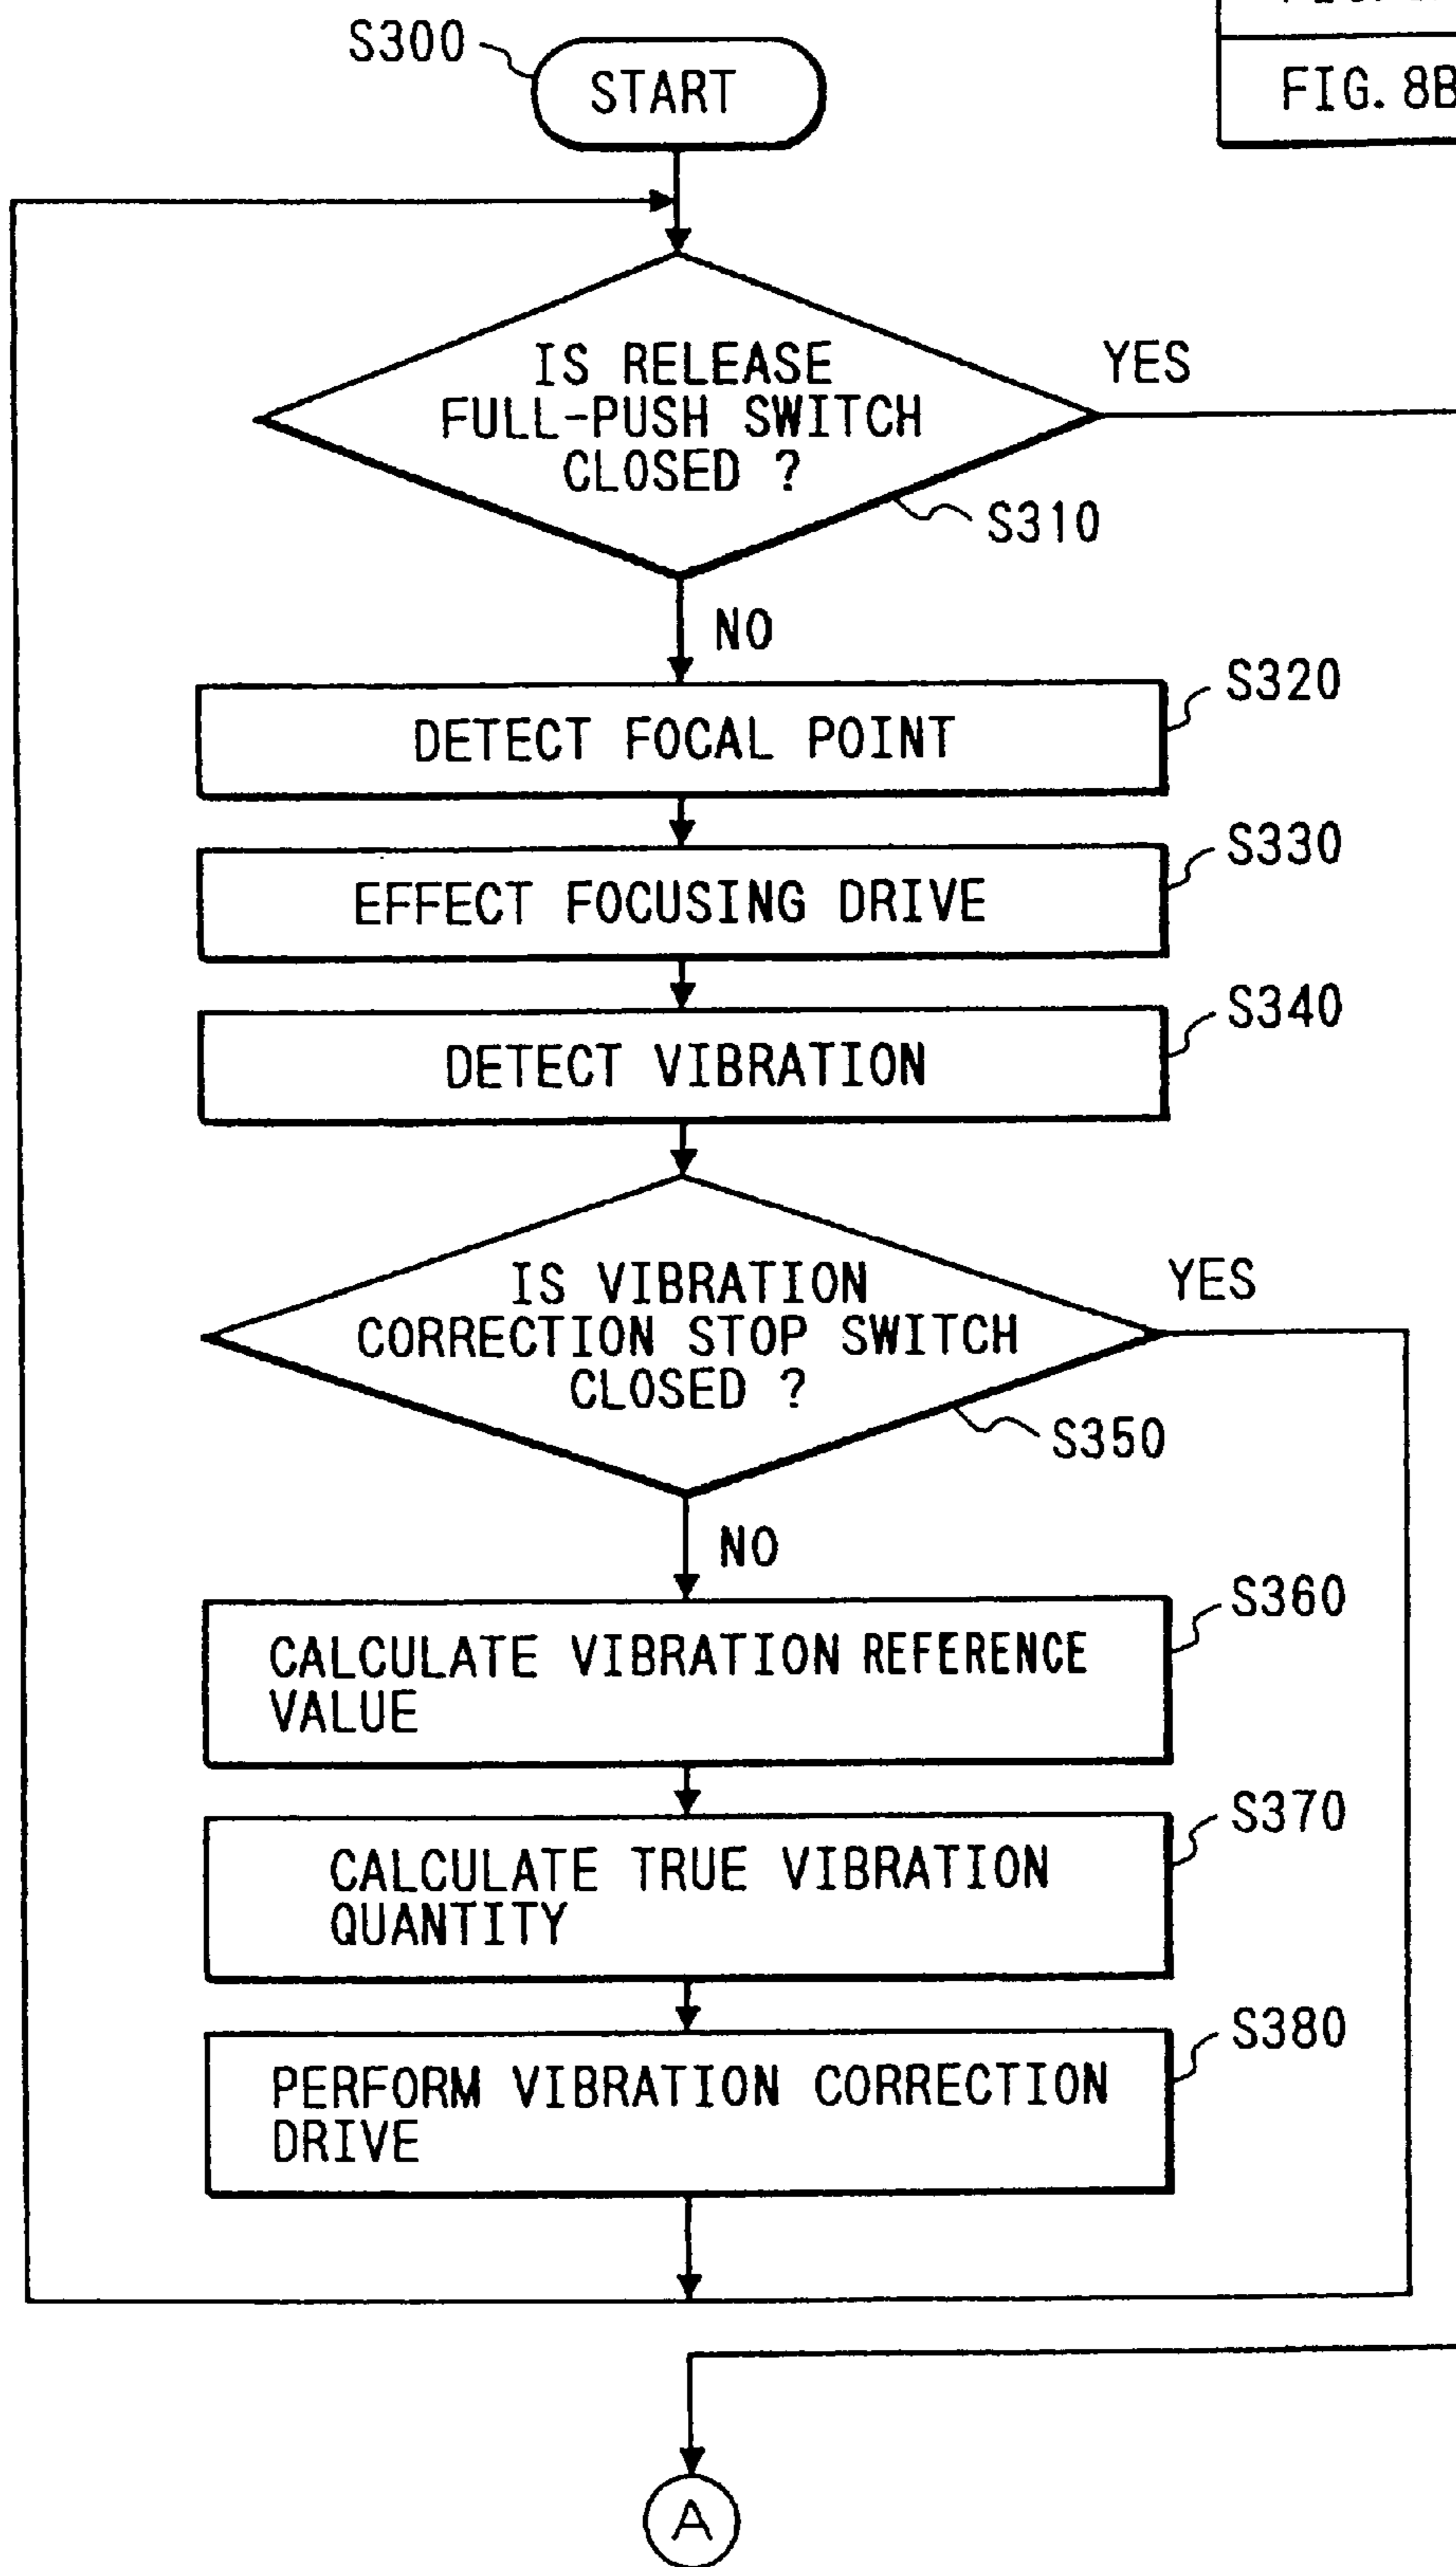 FIG. 8B
S300
START
IS RELEASE
FULL-PUSH SWITCH
CLOSED ?
YES
S310
NO
S320
DETECT FOCAL POINT
S330
EFFECT FOCUSING DRIVE
S340
DETECT VIBRATION
IS VIBRATION
CORRECTION STOP SWITCH
CLOSED ?
YES
S350
NO
S360
CALCULATE VIBRATION REFERENCE
VALUE
S370
CALCULATE TRUE VIBRATION
QUANTITY
S380
PERFORM VIBRATION CORRECTION
DRIVE
A